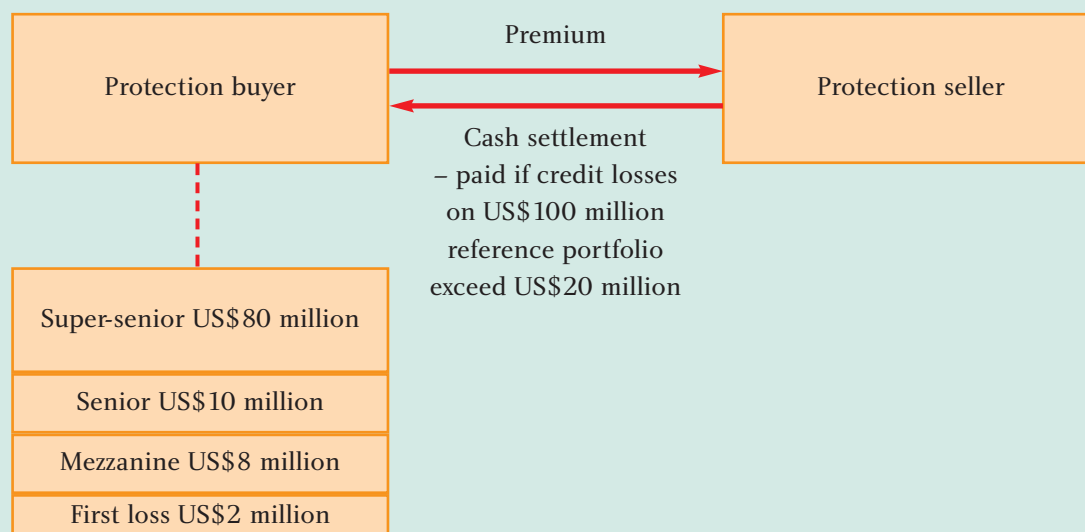 Protection buyer
Premium
Protection seller
Cash settlement
– paid if credit losses
on US$100 million
reference portfolio
exceed US$20 million
Super-senior US$80 million
Senior US$10 million
Mezzanine US$8 million
First loss US$2 million